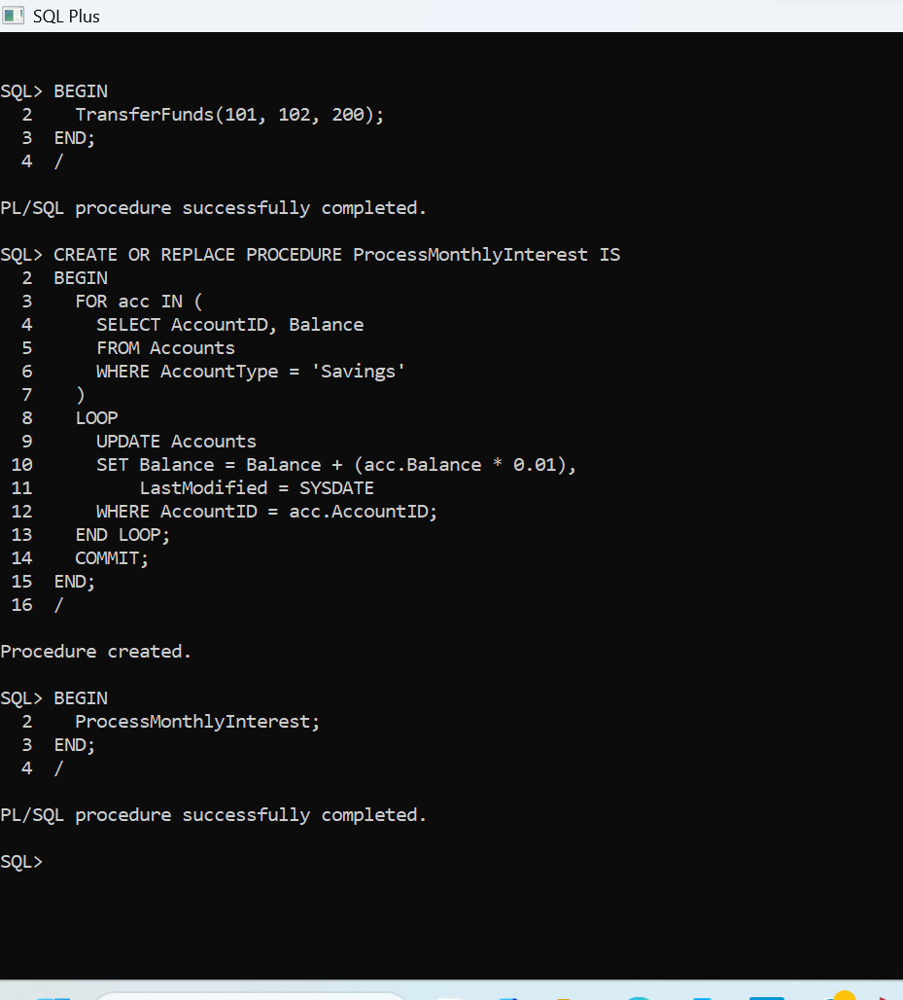 SQL Plus
SQL> BEGIN
  2    TransferFunds(101, 102, 200);
  3  END;
  4  /
PL/SQL procedure successfully completed.
SQL> CREATE OR REPLACE PROCEDURE ProcessMonthlyInterest IS
  2  BEGIN
  3    FOR acc IN (
  4      SELECT AccountID, Balance
  5      FROM Accounts
  6      WHERE AccountType = 'Savings'
  7    )
  8    LOOP
  9      UPDATE Accounts
 10      SET Balance = Balance + (acc.Balance * 0.01),
 11          LastModified = SYSDATE
 12      WHERE AccountID = acc.AccountID;
 13    END LOOP;
 14    COMMIT;
 15  END;
 16  /
Procedure created.
SQL> BEGIN
  2    ProcessMonthlyInterest;
  3  END;
  4  /
PL/SQL procedure successfully completed.
SQL>